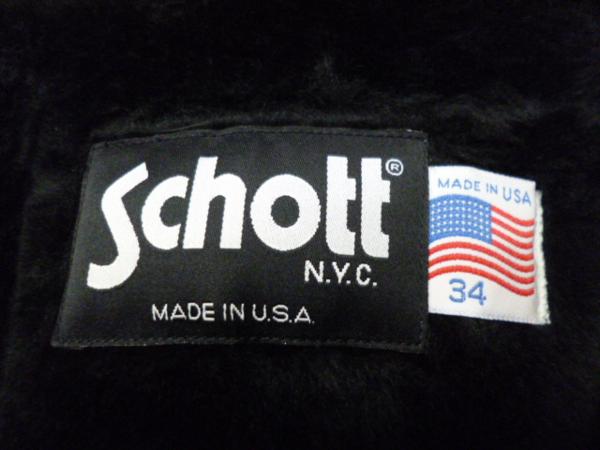 Schott®
N.Y.C.
MADE IN U.S.A.
MADE IN USA
34